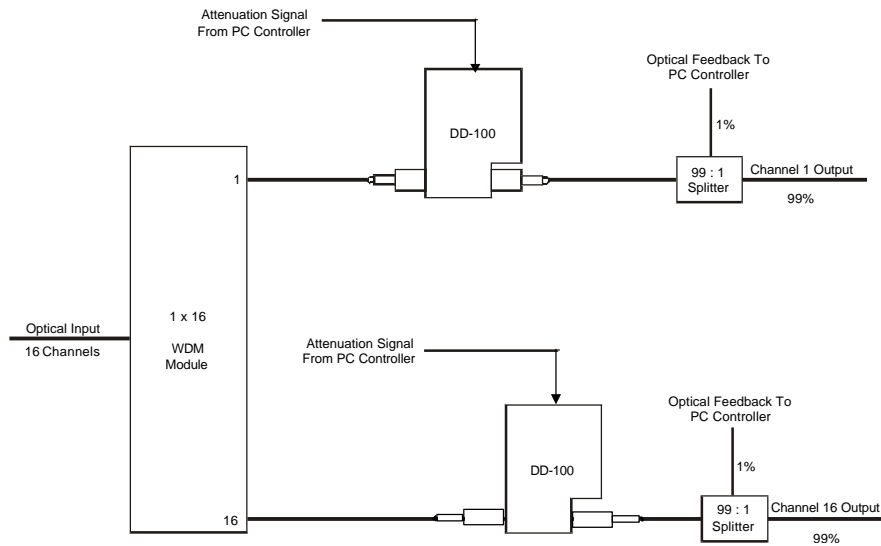 Attenuation Signal
From PC Controller
Optical Feedback To
PC Controller
DD-100
1%
1
99 : 1
Splitter
Channel 1 Output
99%
1 x 16
WDM
Module
Optical Input
16 Channels
Attenuation Signal
From PC Controller
Optical Feedback To
PC Controller
DD-100
1%
16
99 : 1
Splitter
Channel 16 Output
99%